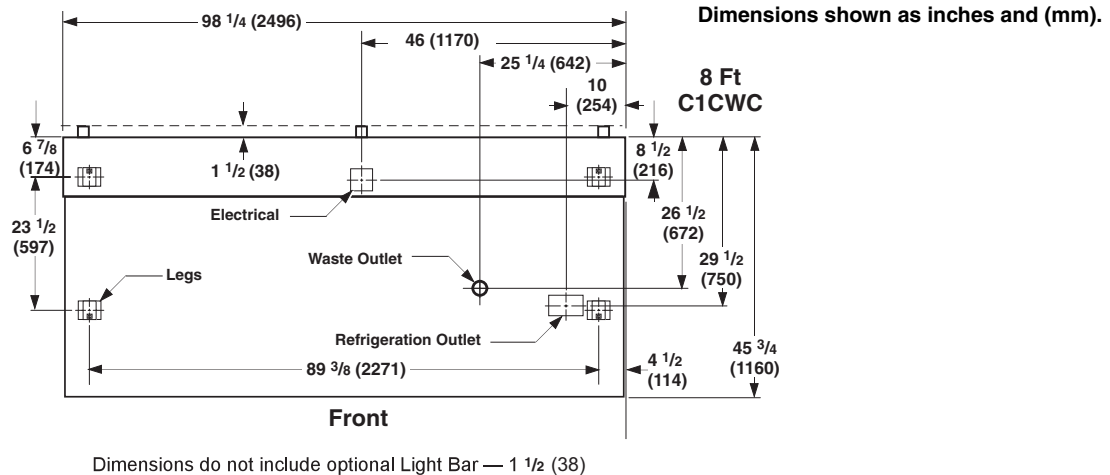 Dimensions shown as inches and (mm).
98 1/4 (2496)
46 (1170)
25 1/4 (642)
10
(254)
8 Ft
C1CWC
6 7/8
(174)
1 1/2 (38)
8 1/2
(216)
Electrical
23 1/2
(597)
26 1/2
(672)
Waste Outlet
29 1/2
(750)
Legs
Refrigeration Outlet
89 3/8 (2271)
4 1/2
(114)
45 3/4
(1160)
Front
Dimensions do not include optional Light Bar — 1 1/2 (38)